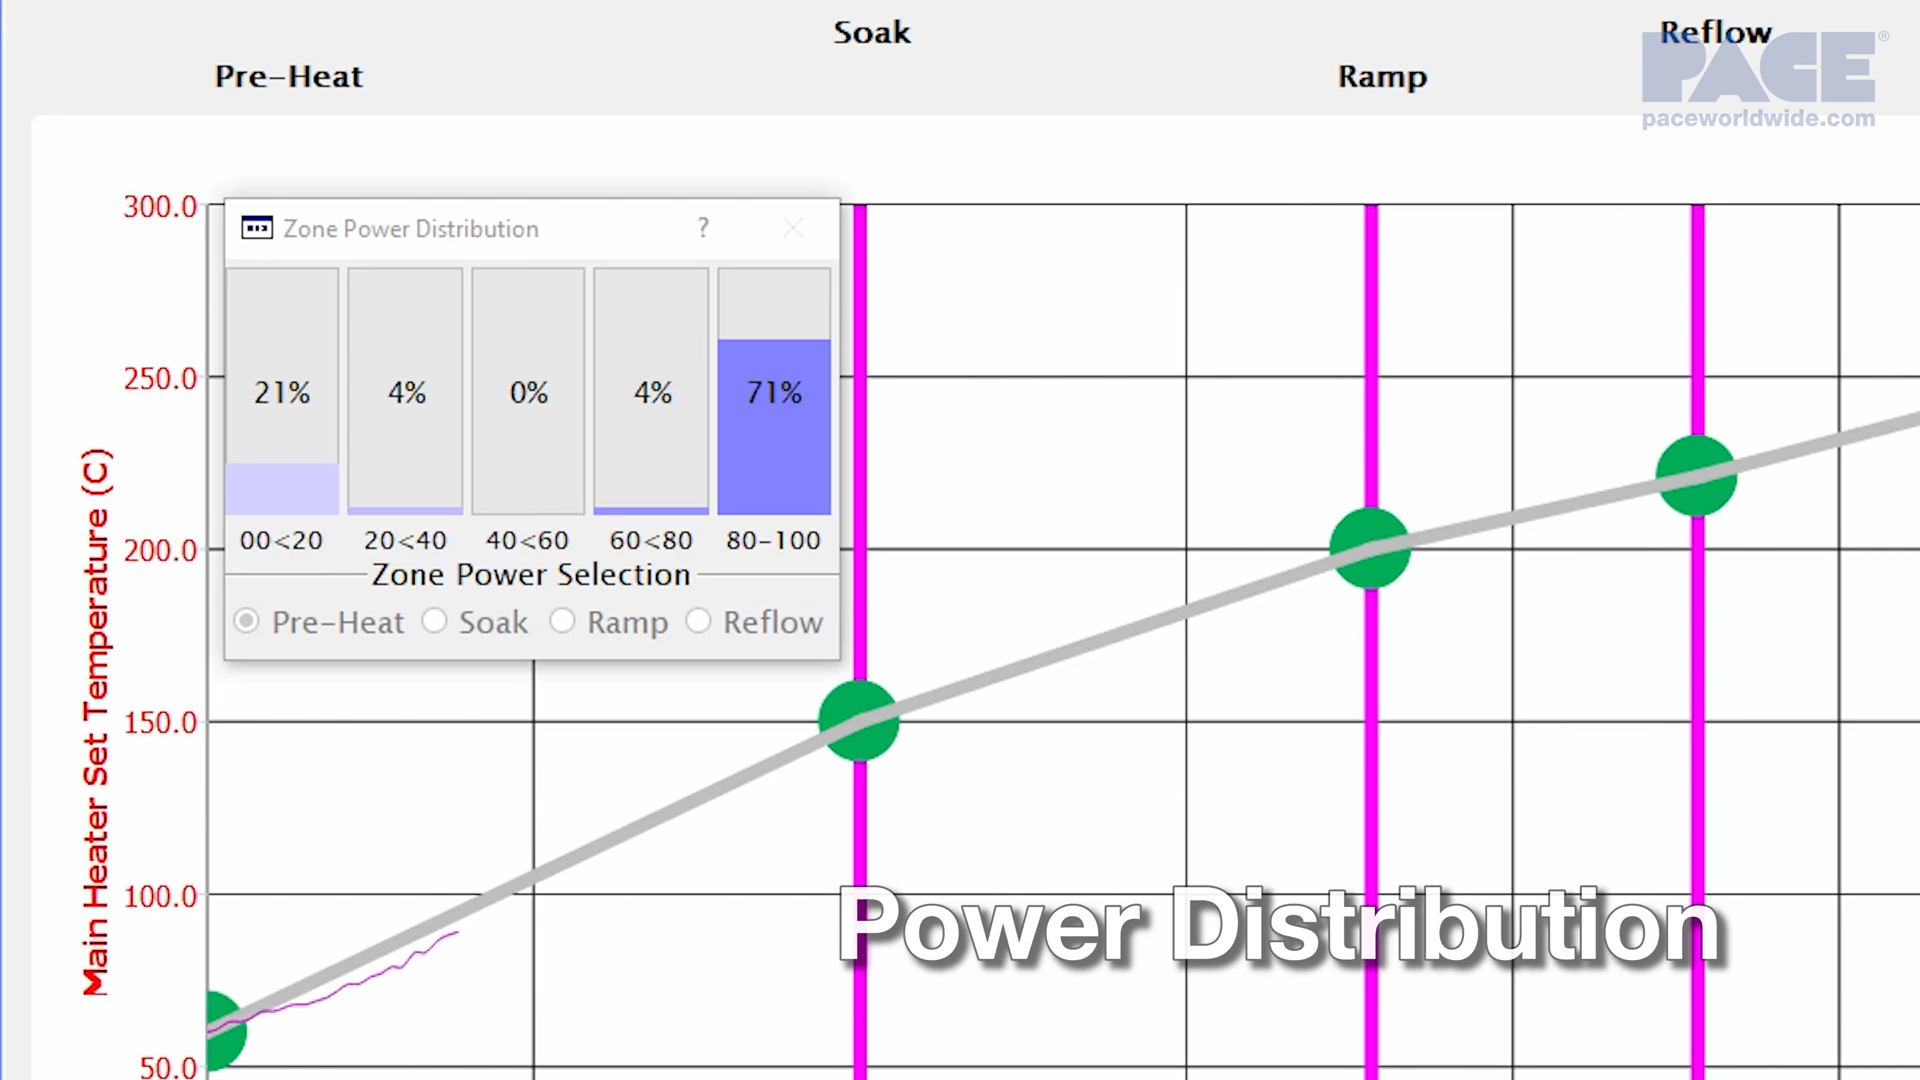 Soak
Reflow
Pre-Heat
Ramp
PACE®
paceworldwide.com
300.0
250.0
200.0
150.0
100.0
50.0
Main Heater Set Temperature (C)
Zone Power Distribution
?
21%
4%
0%
4%
71%
00<20
20<40
40<60
60<80
80-100
Zone Power Selection
Pre-Heat
Soak
Ramp
Reflow
Power Distribution